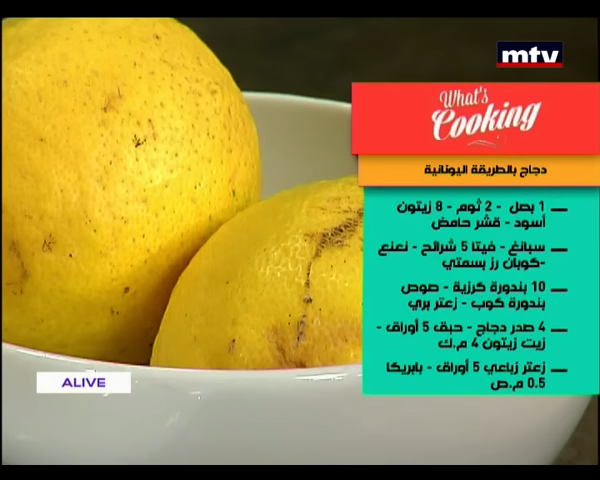 mtv
What's
Cooking
دجاج بالطريقة اليونانية
1 بصل - 2 ثوم - 8 زيتون
أسود - قشر حامض
سبانغ - فيتا 5 شرائح - نعنع
-كوبان رز بسمتي
10 بندورة كرزية - صوص
بندورة كوب - زعتر بري
4 صدر دجاج - حبق 5 أوراق -
زيت زيتون 4 م.ك
زعتر زباعي 5 أوراق - بابريكا
0.5 م.ص
ALIVE